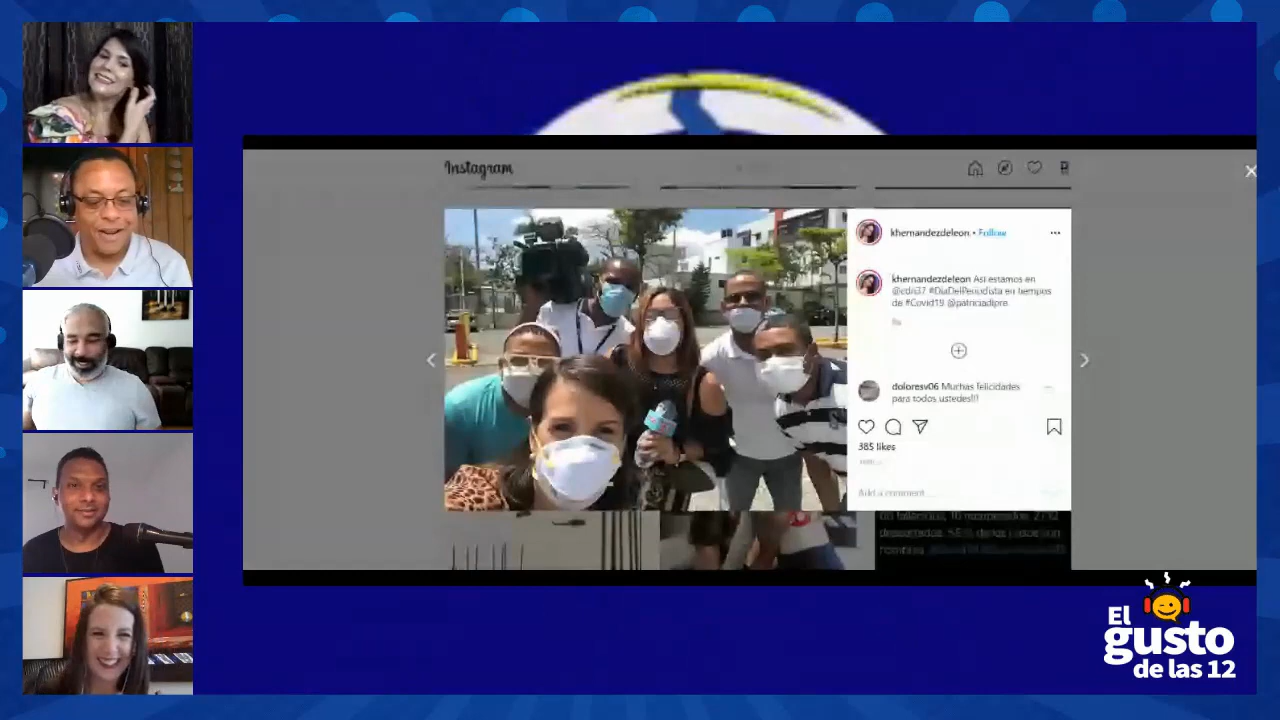 Instagram
khernandezdeleon • Follow
khernandezdeleon Así estamos en
@cdn37 #DiaDelPeriodista en tiempos
de #Covid19 @patriciadipre.
doloresv06 Muchas felicidades
para todos ustedes!!!
385 likes
Add a comment...
El
gusto
de las 12